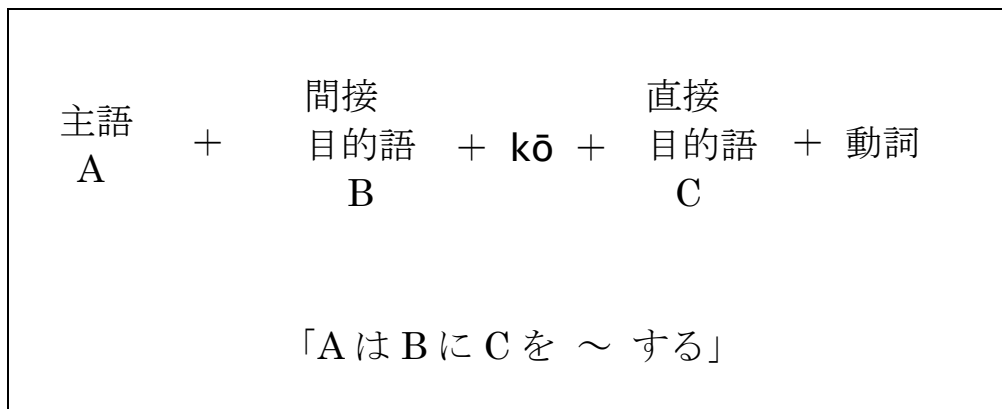 主語 + 間接 目的語 + kō + 直接 目的語 + 動詞
A B C
「A は B に C を ～ する」